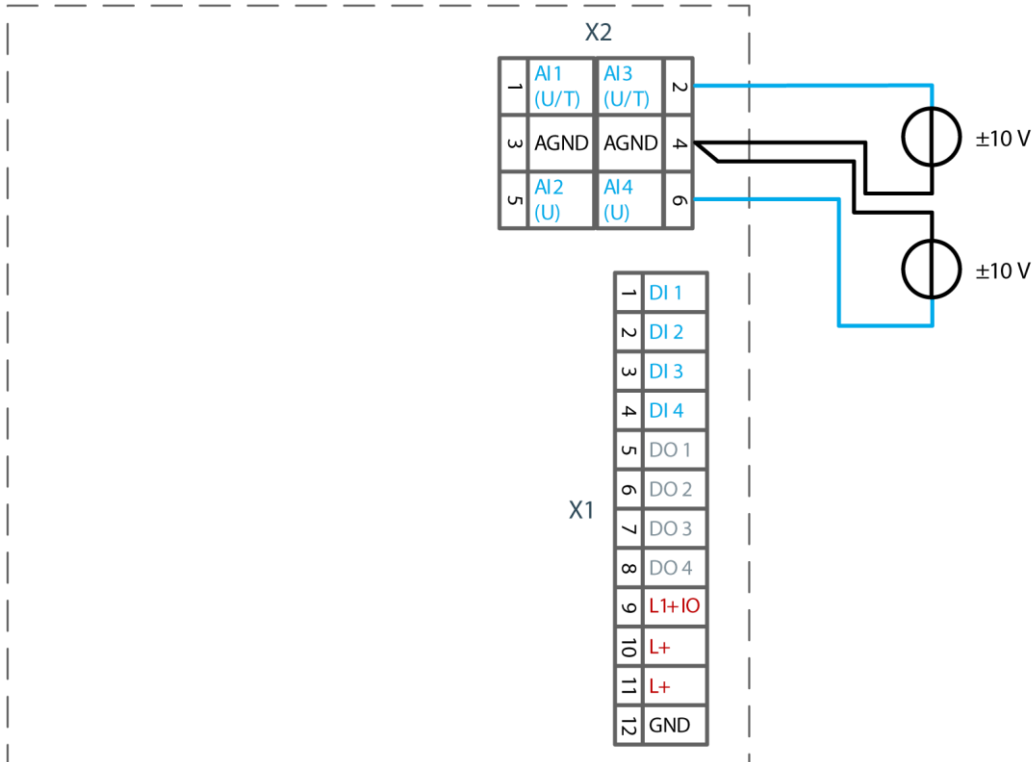 X2
1 AI1 AI3 2
(U/T) (U/T)
3 AGND AGND 4
5 AI2 AI4 6
(U) (U)
±10 V
±10 V
X1
1 DI 1
2 DI 2
3 DI 3
4 DI 4
5 DO 1
6 DO 2
7 DO 3
8 DO 4
9 L1+IO
10 L+
11 L+
12 GND